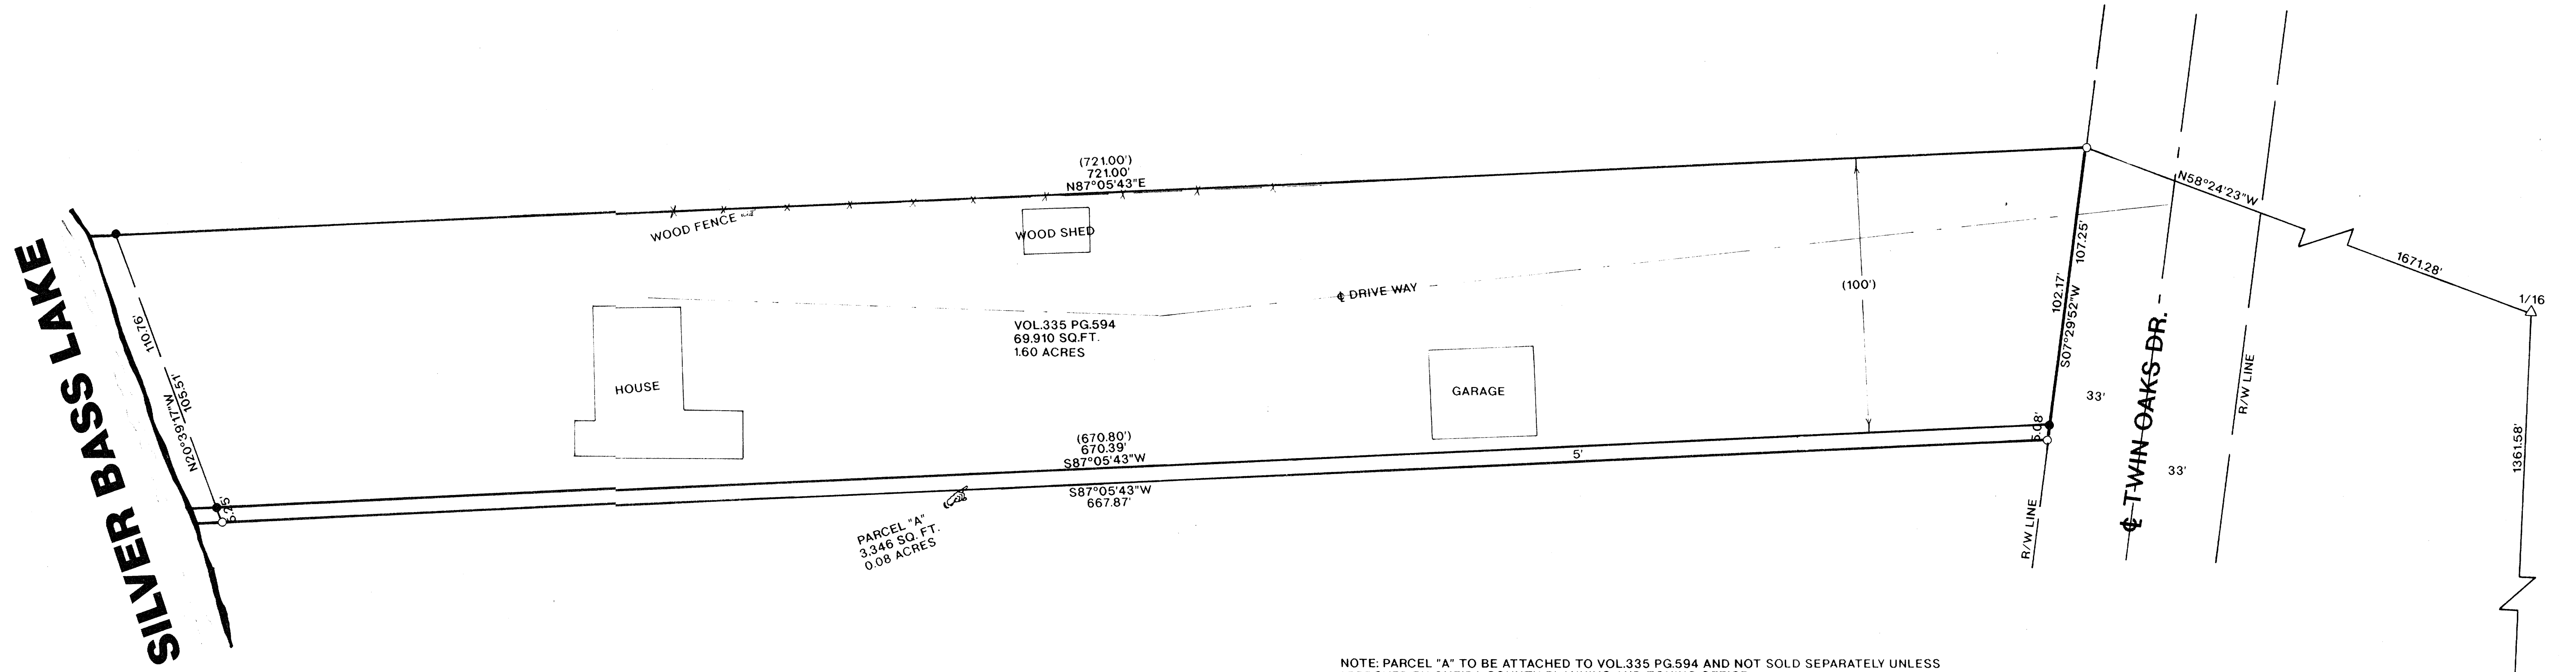 SILVER BASS LAKE
110.76'
105.51'
N20°39'17"W
5.25'
(721.00')
721.00'
N87°05'43"E
WOOD FENCE
WOOD SHED
℄ DRIVE WAY
VOL.335 PG.594
69.910 SQ.FT.
1.60 ACRES
HOUSE
GARAGE
(100')
(670.80')
670.39'
S87°05'43"W
5'
S87°05'43"W
667.87'
PARCEL "A"
3.346 SQ. FT.
0.08 ACRES
107.25'
102.17'
S07°29'52"W
5.08'
R/W LINE
33'
℄ TWIN OAKS DR.
33'
R/W LINE
N58°24'23"W
1671.28'
1/16
1361.58'
NOTE: PARCEL "A" TO BE ATTACHED TO VOL.335 PG.594 AND NOT SOLD SEPARATELY UNLESS